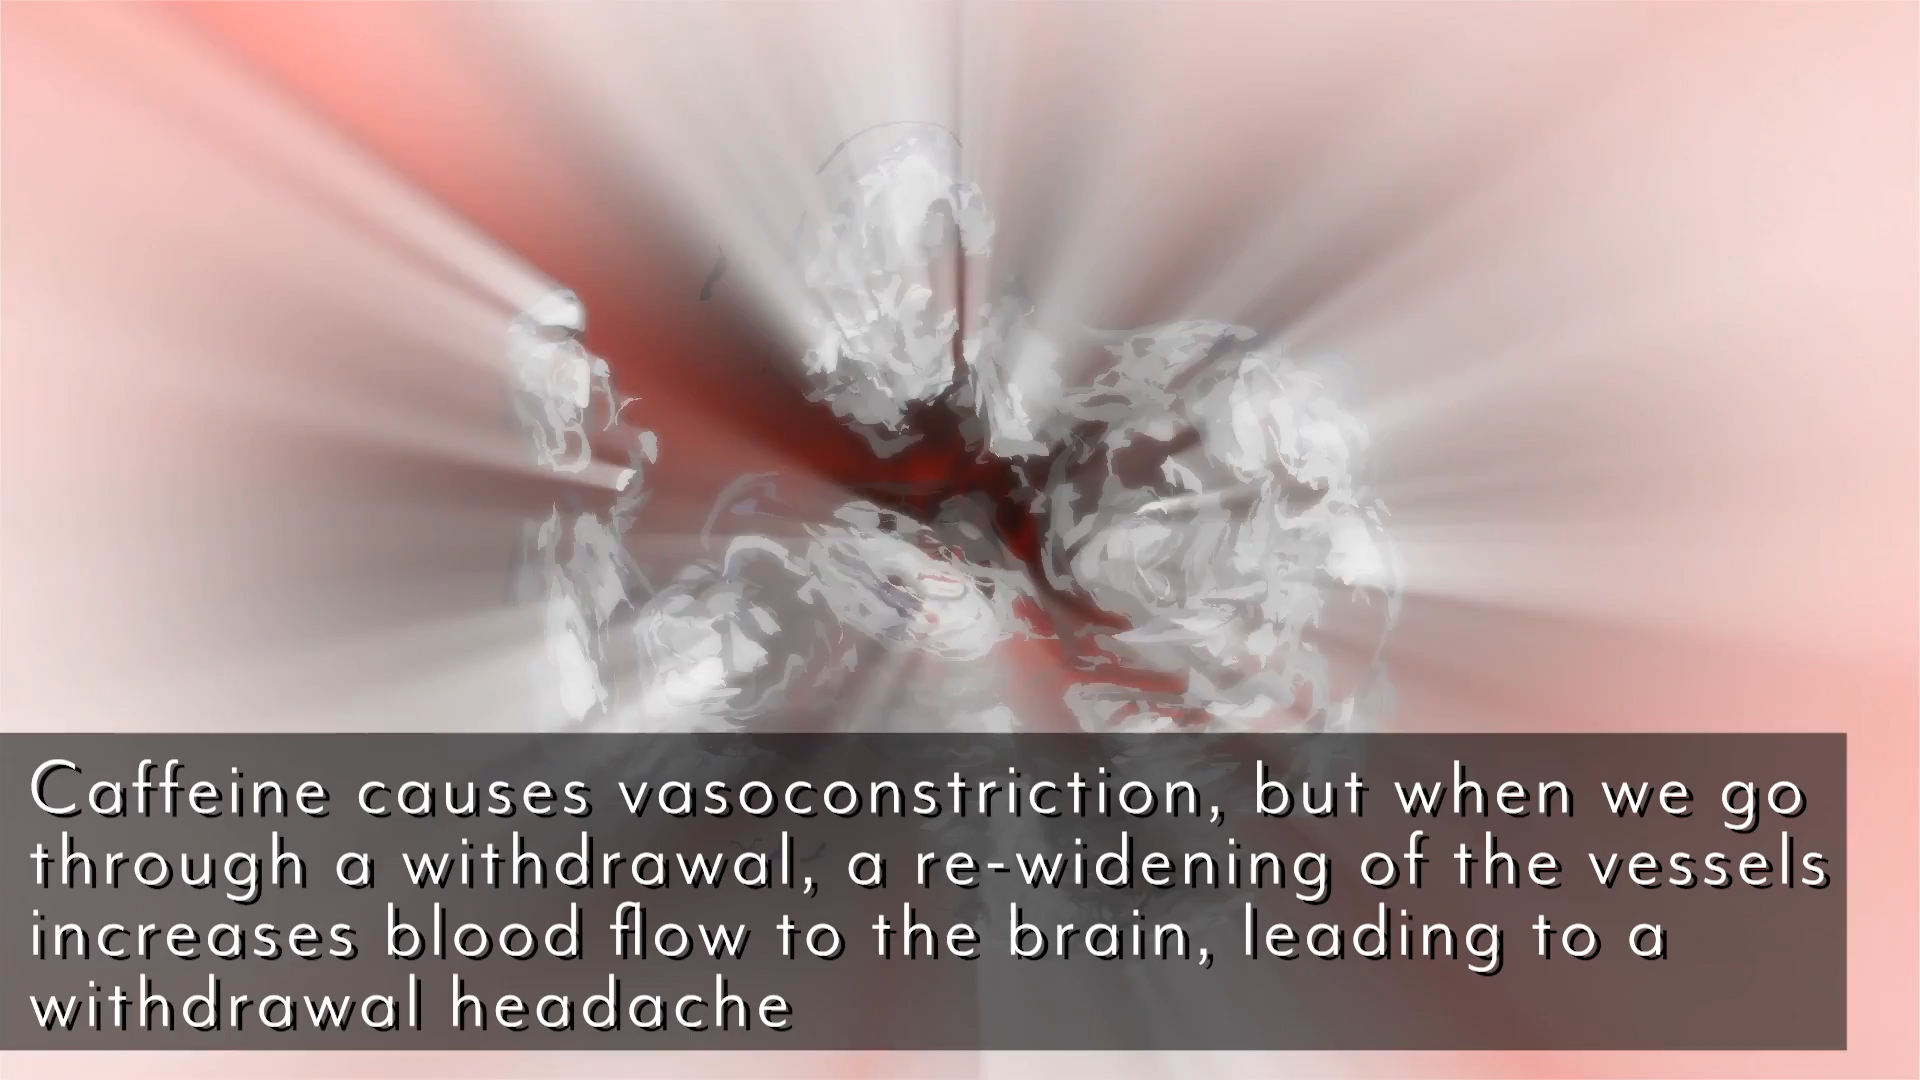 Caffeine causes vasoconstriction, but when we go
through a withdrawal, a re-widening of the vessels
increases blood flow to the brain, leading to a
withdrawal headache